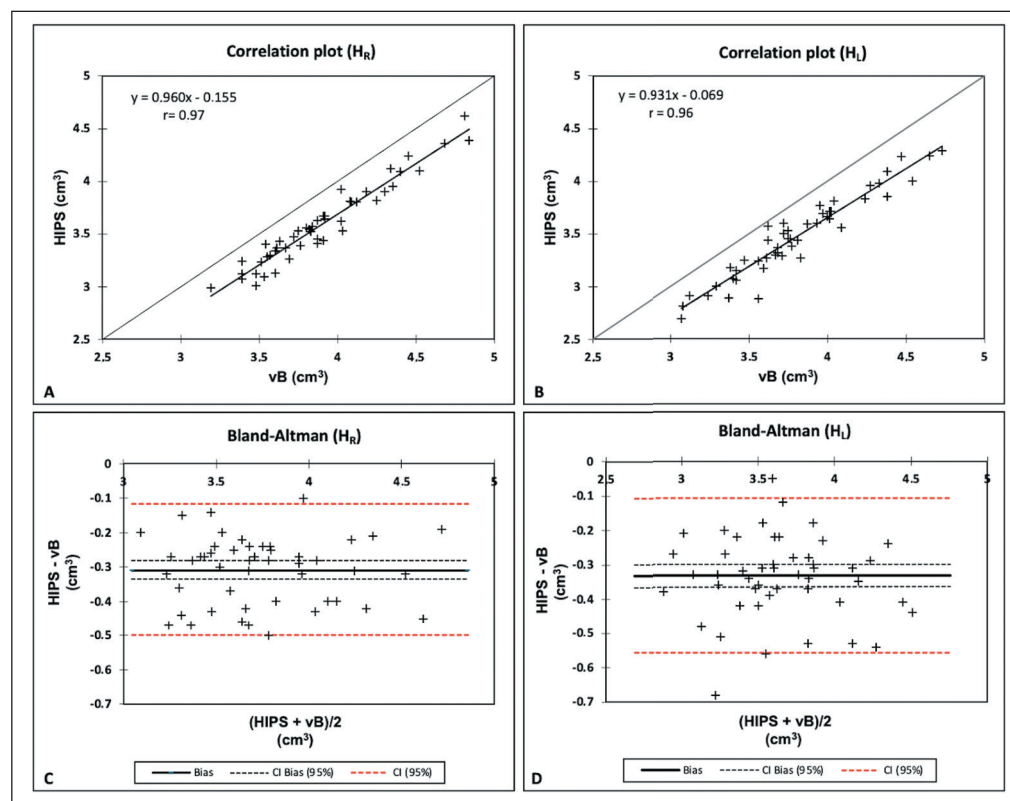 Correlation plot (H_R)
y = 0.960x - 0.155
r= 0.97
HIPS (cm³)
5
4.5
4
3.5
3
2.5
2.5 3 3.5 4 4.5 5
vB (cm³)
A
Correlation plot (H_L)
y = 0.931x - 0.069
r = 0.96
HIPS (cm³)
5
4.5
4
3.5
3
2.5
2.5 3 3.5 4 4.5 5
vB (cm³)
B
Bland-Altman (H_R)
3 3.5 4 4.5 5
HIPS - vB
(cm³)
0
-0.1
-0.2
-0.3
-0.4
-0.5
-0.6
-0.7
(HIPS + vB)/2
(cm³)
Bias CI Bias (95%) CI (95%)
C
Bland-Altman (H_L)
2.5 3 3.5 4 4.5 5
HIPS - vB
(cm³)
0
-0.1
-0.2
-0.3
-0.4
-0.5
-0.6
-0.7
(HIPS + vB)/2
(cm³)
Bias CI Bias (95%) CI (95%)
D